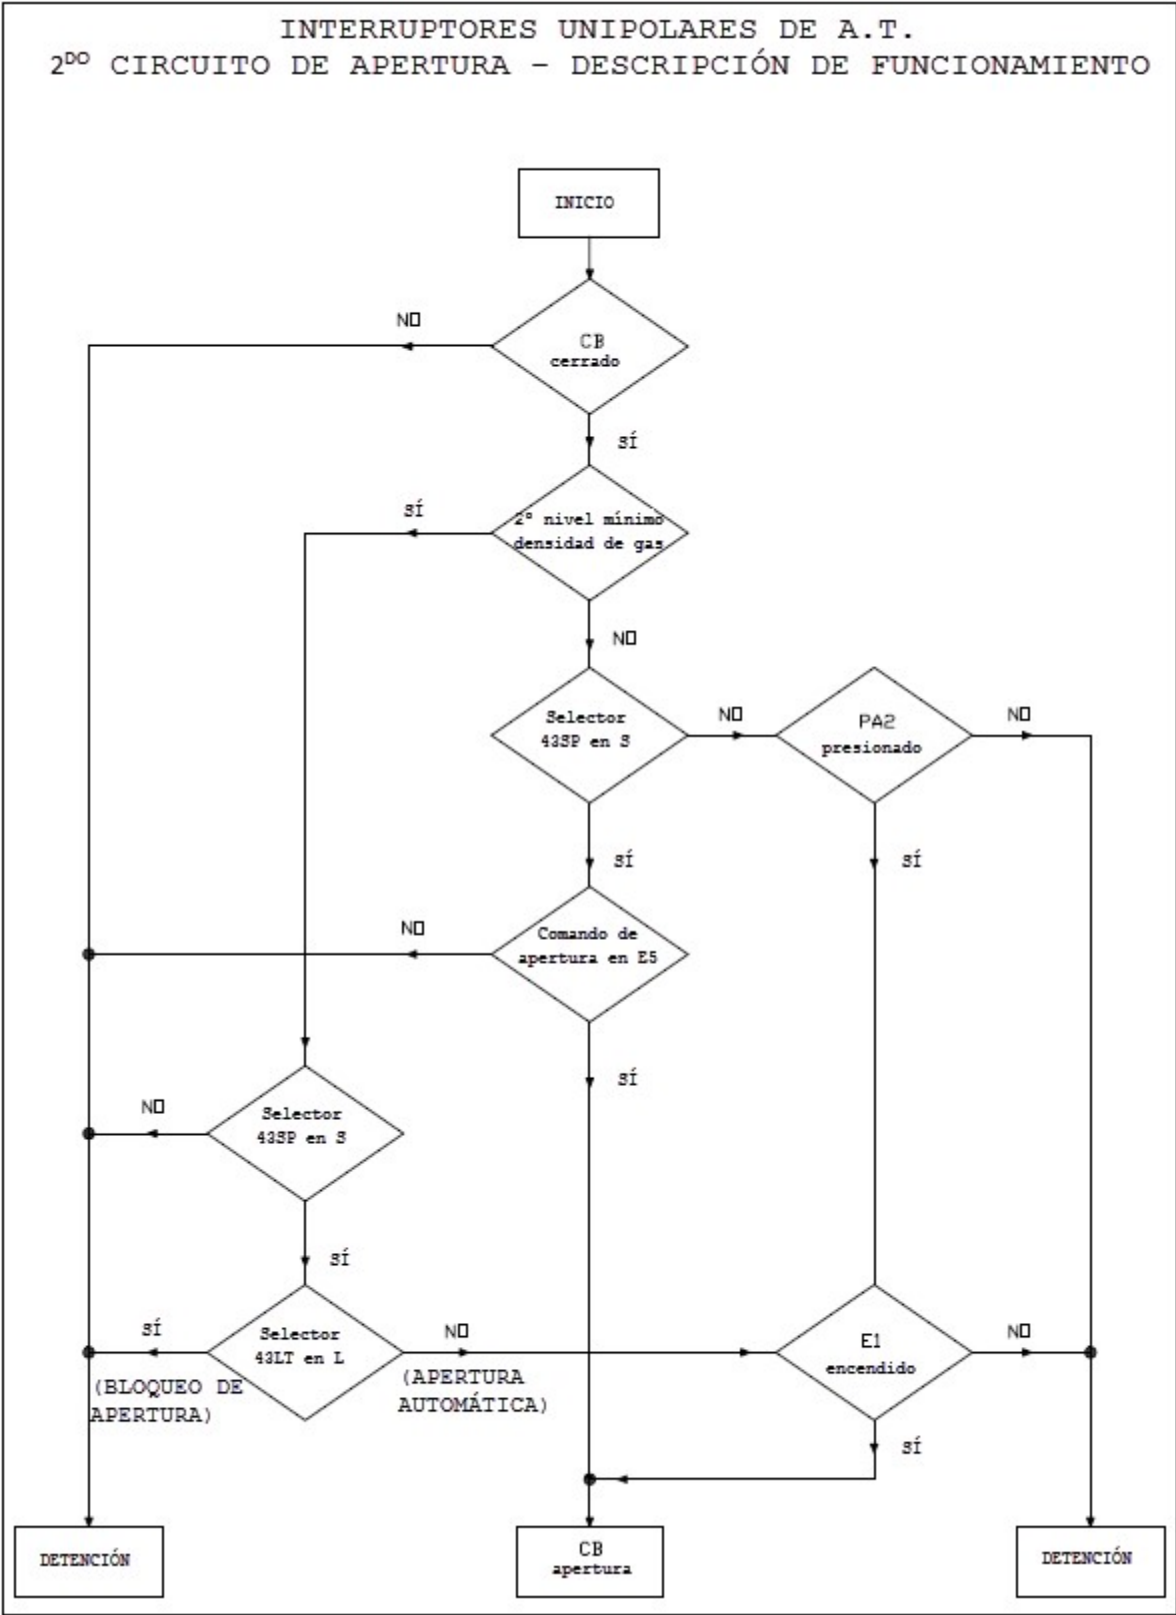 INTERRUPTORES UNIPOLARES DE A.T.
2ᴰᴼ CIRCUITO DE APERTURA - DESCRIPCIÓN DE FUNCIONAMIENTO
INICIO
NO
CB
cerrado
SÍ
SÍ
2º nivel mínimo
densidad de gas
NO
Selector
43SP en S
NO
PA2
presionado
NO
SÍ
SÍ
NO
Comando de
apertura en E5
SÍ
NO
Selector
43SP en S
SÍ
SÍ
Selector
43LT en L
NO
E1
encendido
NO
(BLOQUEO DE
APERTURA)
(APERTURA
AUTOMÁTICA)
SÍ
DETENCIÓN
CB
apertura
DETENCIÓN